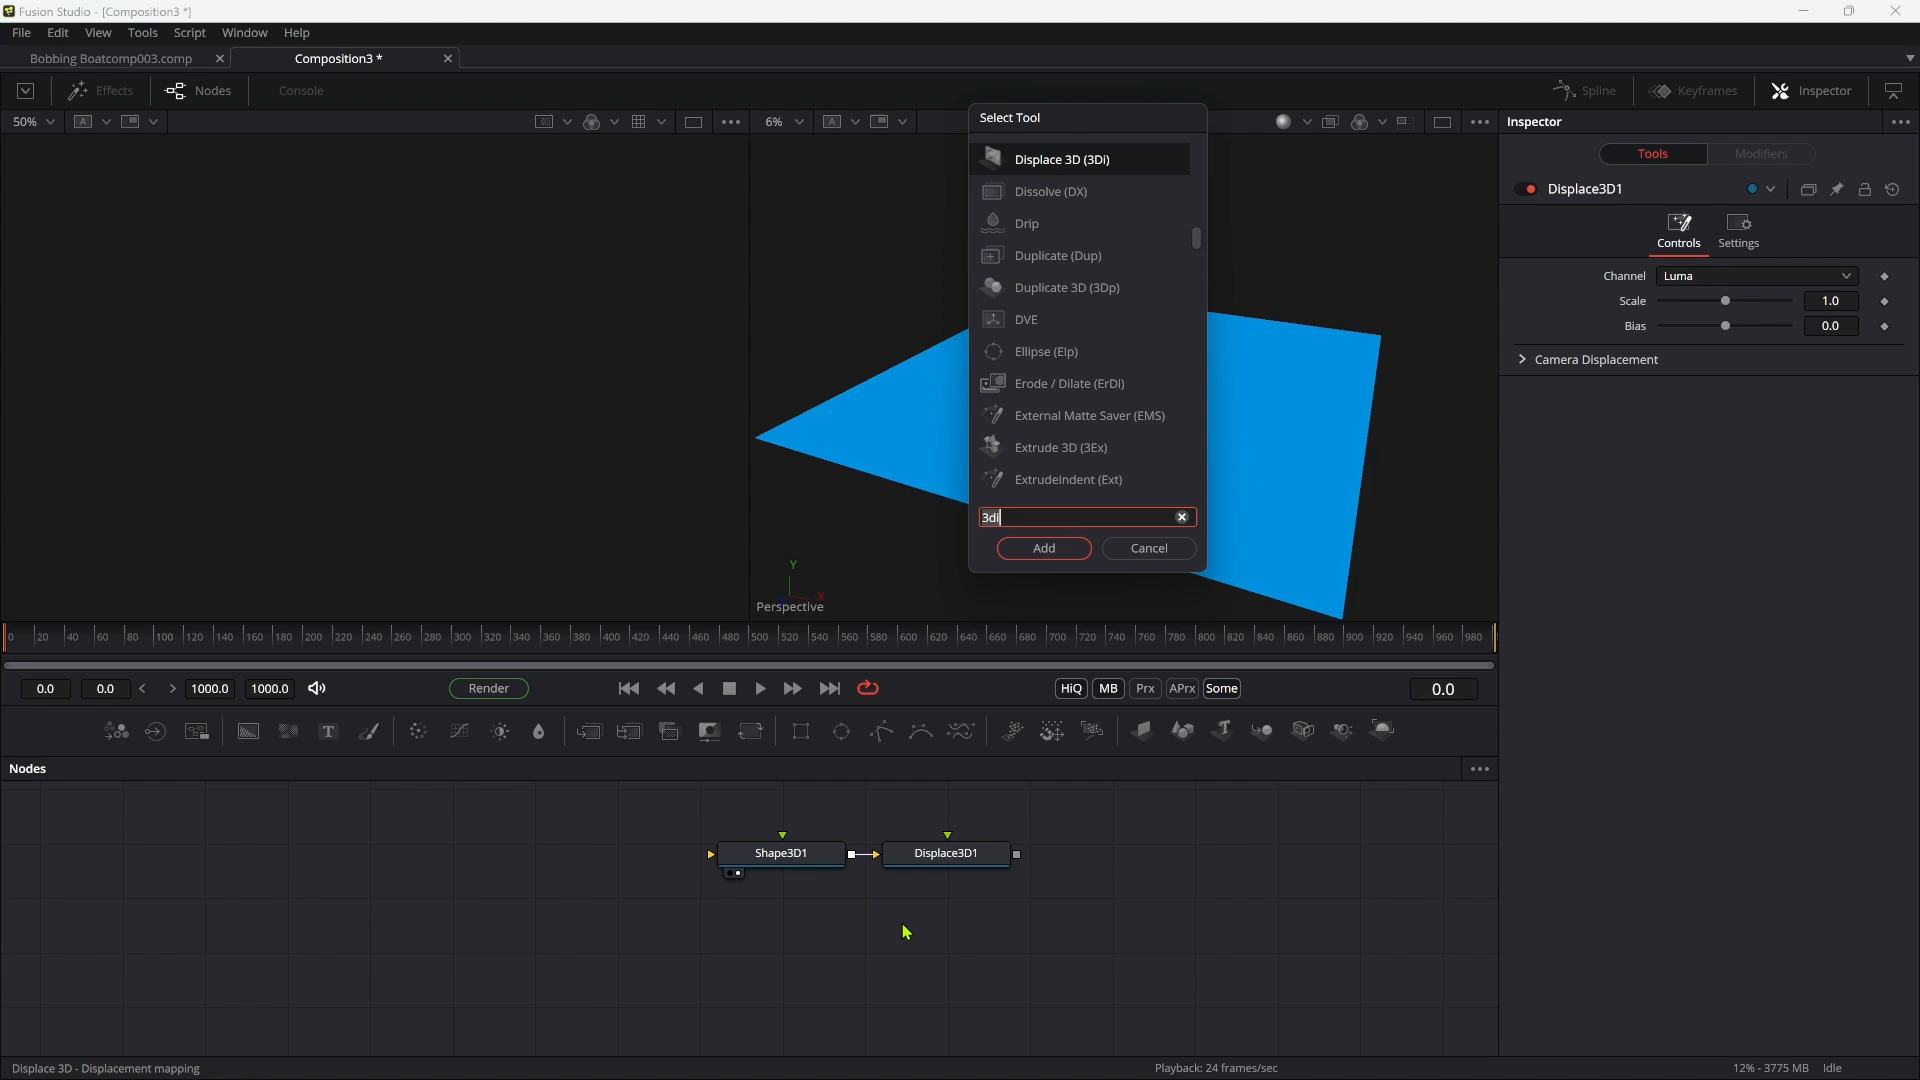 Fusion Studio - [Composition3 *]
File Edit View Tools Script Window Help
Bobbing Boatcomp003.comp Composition3 *
Effects Nodes Console Spline Keyframes Inspector
50% A 6% A
Inspector
Tools Modifiers
Displace3D1
Controls Settings
Channel Luma
Scale 1.0
Bias 0.0
Camera Displacement
Select Tool
Displace 3D (3Di)
Dissolve (DX)
Drip
Duplicate (Dup)
Duplicate 3D (3Dp)
DVE
Ellipse (Elp)
Erode / Dilate (ErDl)
External Matte Saver (EMS)
Extrude 3D (3Ex)
ExtrudeIndent (Ext)
3di
Add Cancel
Y
X
Perspective
0 20 40 60 80 100 120 140 160 180 200 220 240 260 280 300 320 340 360 380 400 420 440 460 480 500 520 540 560 580 600 620 640 660 680 700 720 740 760 780 800 820 840 860 880 900 920 940 960 980
0.0 0.0 1000.0 1000.0 Render HiQ MB Prx APrx Some 0.0
T T
Nodes
Shape3D1 Displace3D1
Displace 3D - Displacement mapping Playback: 24 frames/sec 12% - 3775 MB Idle